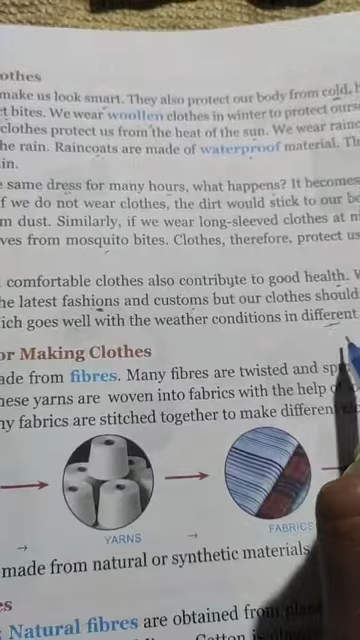 othes
make us look smart. They also protect our body from cold,
ct bites. We wear woollen clothes in winter to protect ours
clothes protect us from the heat of the sun. We wear rainc
he rain. Raincoats are made of waterproof material. Th
in.
e same dress for many hours, what happens? It becomes
f we do not wear clothes, the dirt would stick to our bo
m dust. Similarly, if we wear long-sleeved clothes at n
ves from mosquito bites. Clothes, therefore, protect us
comfortable clothes also contribute to good health. W
he latest fashions and customs but our clothes should
ich goes well with the weather conditions in different
or Making Clothes
ade from fibres. Many fibres are twisted and sp
hese yarns are woven into fabrics with the help
ny fabrics are stitched together to make different
YARNS
FABRICS
made from natural or synthetic materials
es
Natural fibres are obtained from
Cotton is